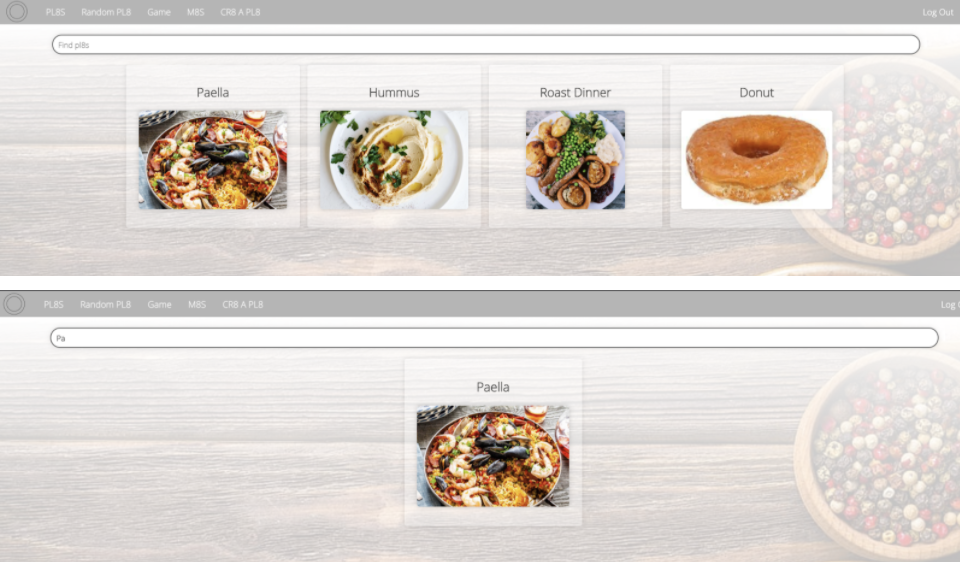 PL8S Random PL8 Game M8S CR8 A PL8 Log Out
Find pl8s
Paella Hummus Roast Dinner Donut
PL8S Random PL8 Game M8S CR8 A PL8 Log
Pa
Paella